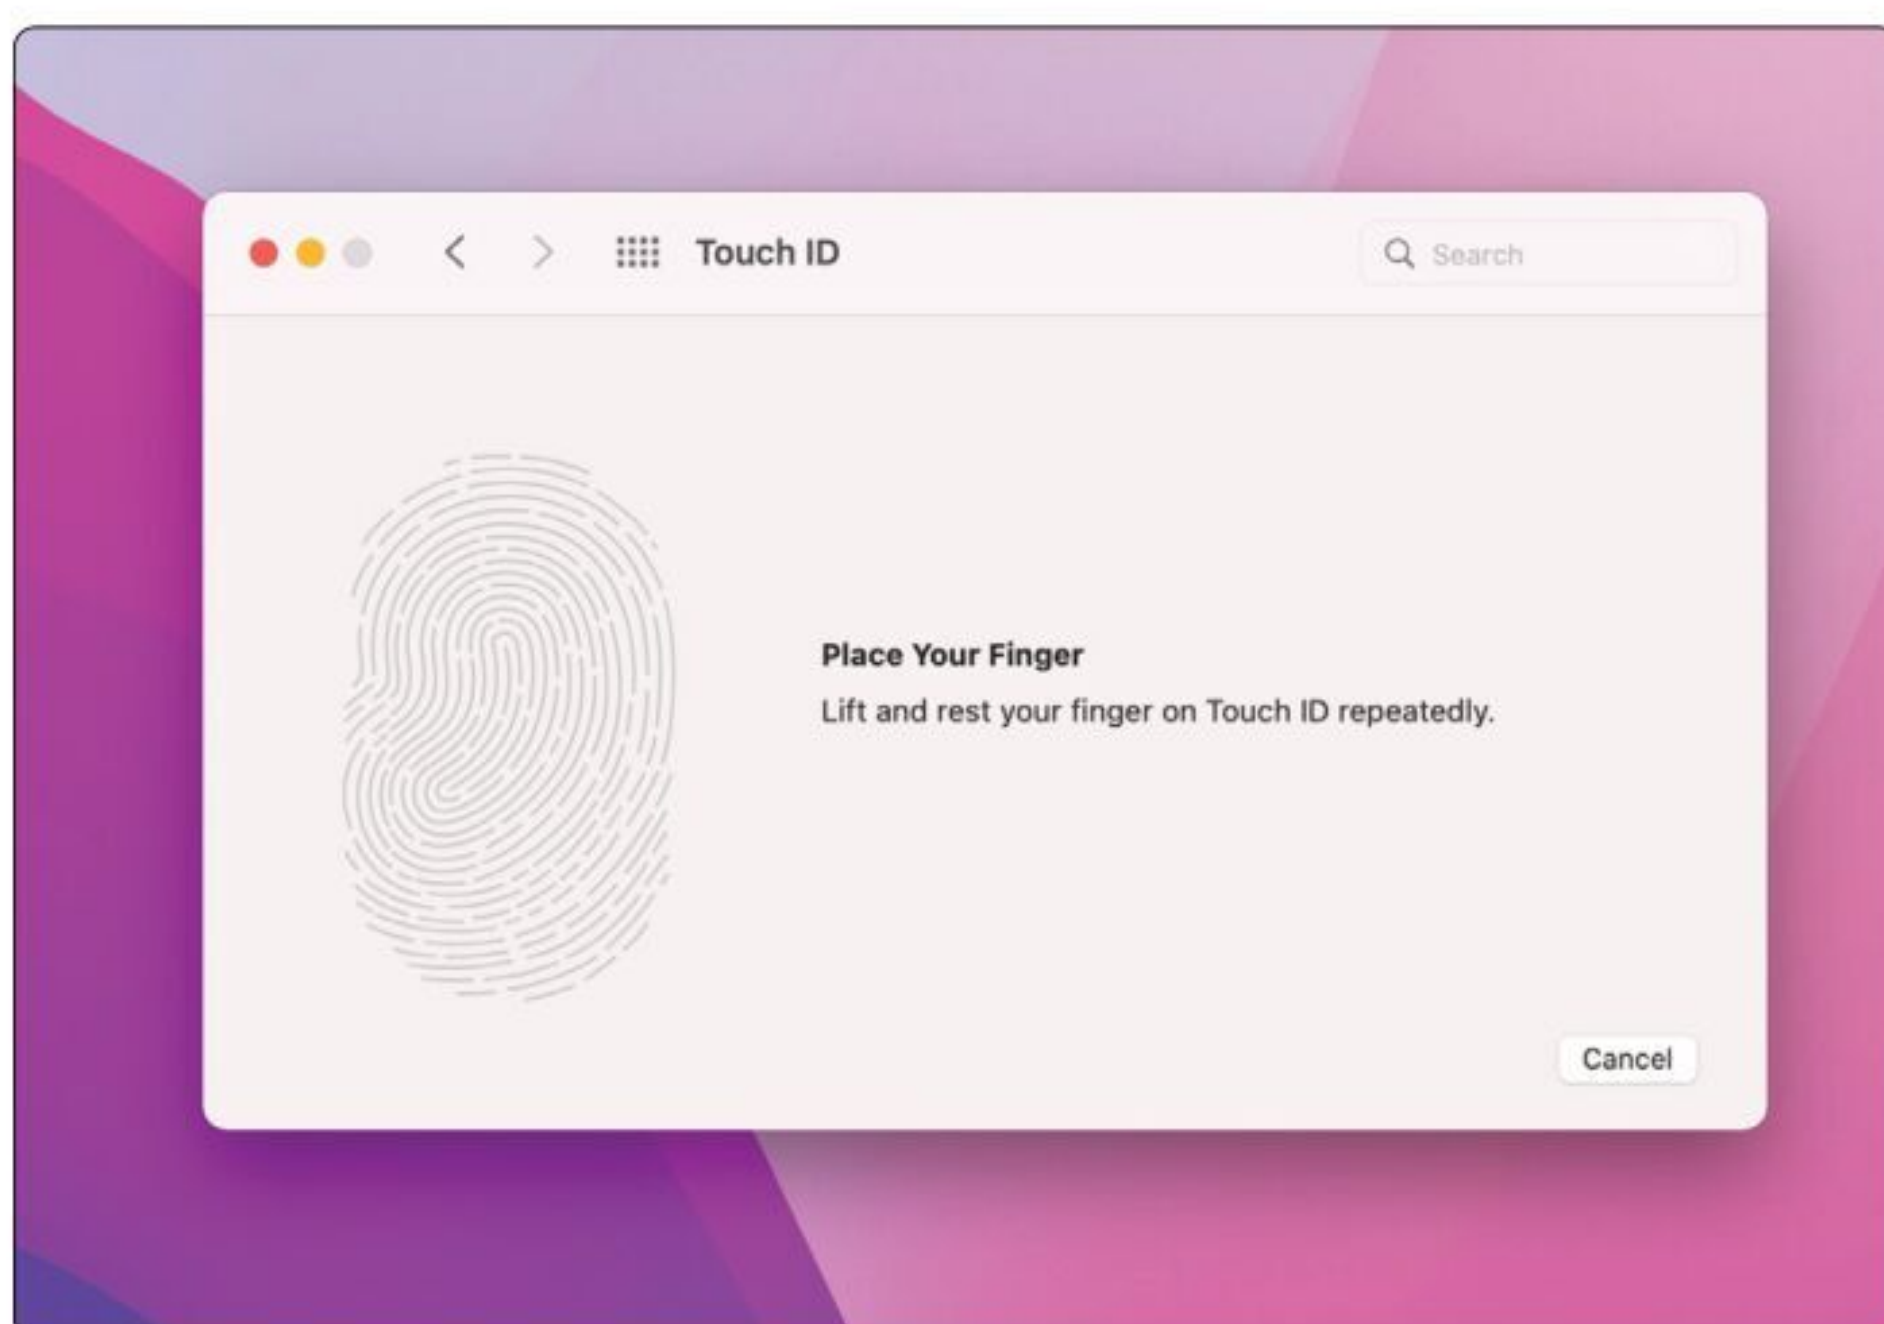 Touch ID
Search
Place Your Finger
Lift and rest your finger on Touch ID repeatedly.
Cancel